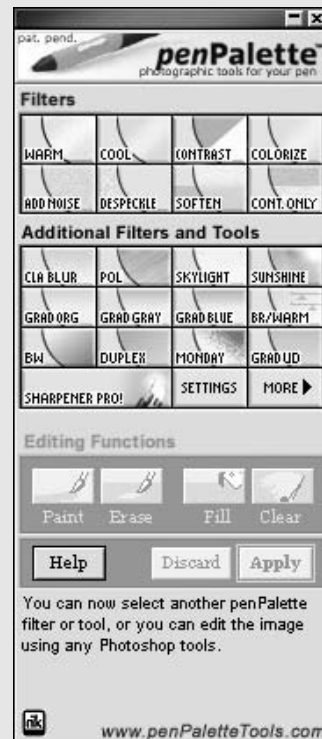 pat. pend.
penPalette™
photographic tools for your pen
Filters
WARM COOL CONTRAST COLORIZE
ADD NOISE DESPECKLE SOFTEN CONT. ONLY
Additional Filters and Tools
CLA BLUR POL SKYLIGHT SUNSHINE
GRAD ORG GRAD GRAY GRAD BLUE BR/WARM
BW DUPLEX MONDAY GRAD UD
SHARPENER PRO! SETTINGS MORE
Editing Functions
Paint Erase Fill Clear
Help Discard Apply
You can now select another penPalette
filter or tool, or you can edit the image
using any Photoshop tools.
nik www.penPaletteTools.com